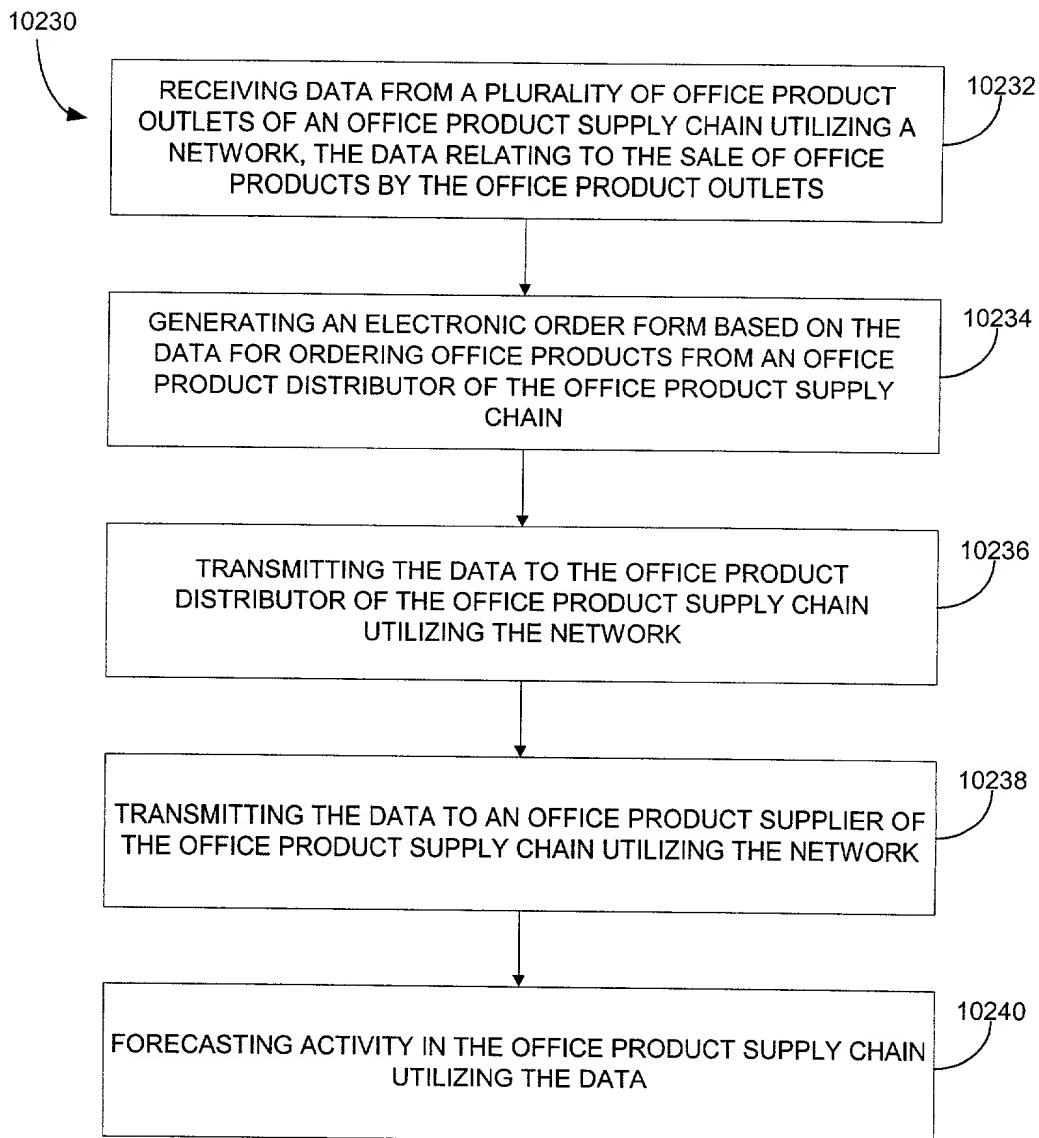 10230
RECEIVING DATA FROM A PLURALITY OF OFFICE PRODUCT
OUTLETS OF AN OFFICE PRODUCT SUPPLY CHAIN UTILIZING A
NETWORK, THE DATA RELATING TO THE SALE OF OFFICE
PRODUCTS BY THE OFFICE PRODUCT OUTLETS
10232
GENERATING AN ELECTRONIC ORDER FORM BASED ON THE
DATA FOR ORDERING OFFICE PRODUCTS FROM AN OFFICE
PRODUCT DISTRIBUTOR OF THE OFFICE PRODUCT SUPPLY
CHAIN
10234
TRANSMITTING THE DATA TO THE OFFICE PRODUCT
DISTRIBUTOR OF THE OFFICE PRODUCT SUPPLY CHAIN
UTILIZING THE NETWORK
10236
TRANSMITTING THE DATA TO AN OFFICE PRODUCT SUPPLIER OF
THE OFFICE PRODUCT SUPPLY CHAIN UTILIZING THE NETWORK
10238
FORECASTING ACTIVITY IN THE OFFICE PRODUCT SUPPLY CHAIN
UTILIZING THE DATA
10240